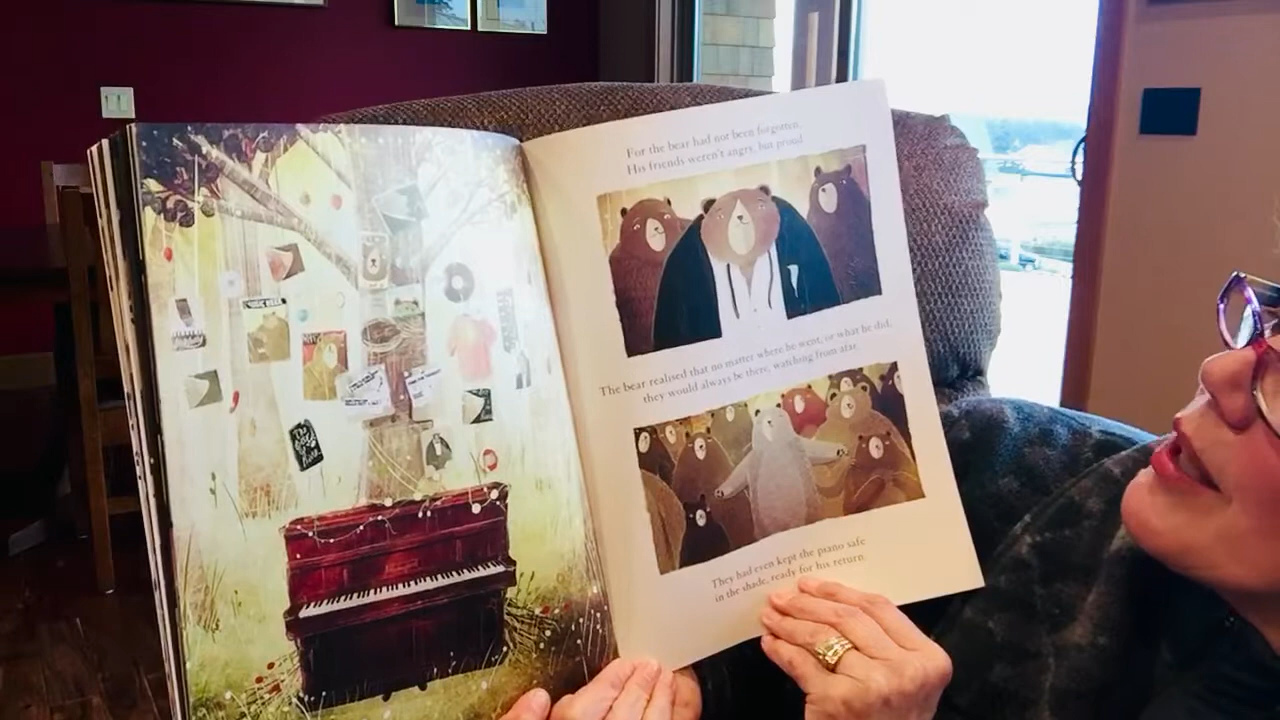 For the bear had not been forgotten.
His friends weren't angry, but proud.
The bear realised that no matter where he went, or what he did,
they would always be there, watching from afar.
They had even kept the piano safe
in the shade, ready for his return.